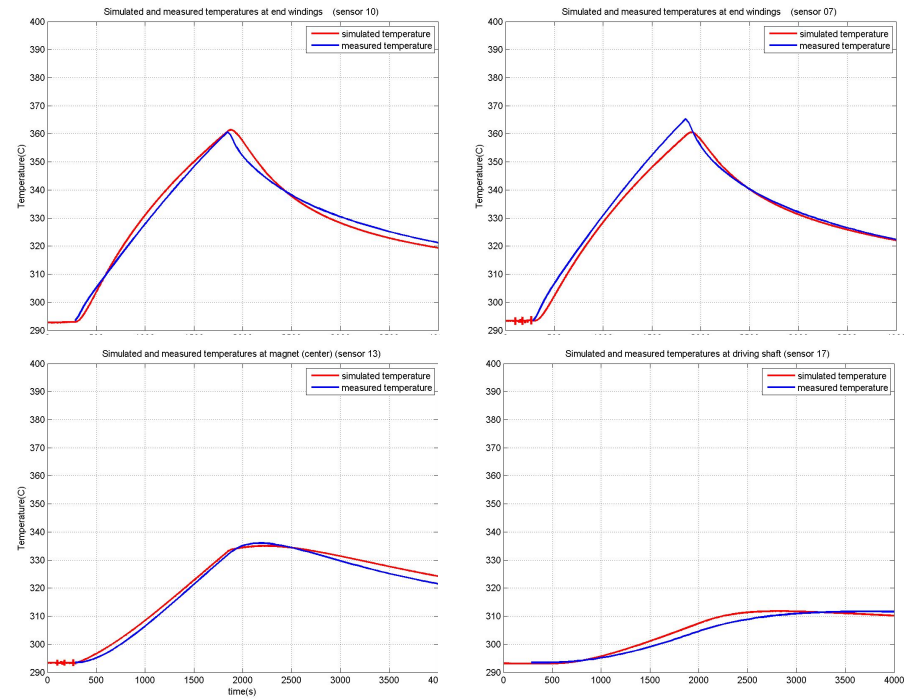 Simulated and measured temperatures at end windings (sensor 10)
400
390
380
370
360
350
340
330
320
310
300
290
Temperature(C)
simulated temperature
measured temperature
Simulated and measured temperatures at end windings (sensor 07)
400
390
380
370
360
350
340
330
320
310
300
290
Temperature(C)
simulated temperature
measured temperature
Simulated and measured temperatures at magnet (center) (sensor 13)
400
390
380
370
360
350
340
330
320
310
300
290
Temperature(C)
simulated temperature
measured temperature
0 500 1000 1500 2000 2500 3000 3500
time(s)
Simulated and measured temperatures at driving shaft (sensor 17)
400
390
380
370
360
350
340
330
320
310
300
290
simulated temperature
measured temperature
0 500 1000 1500 2000 2500 3000 3500 4000